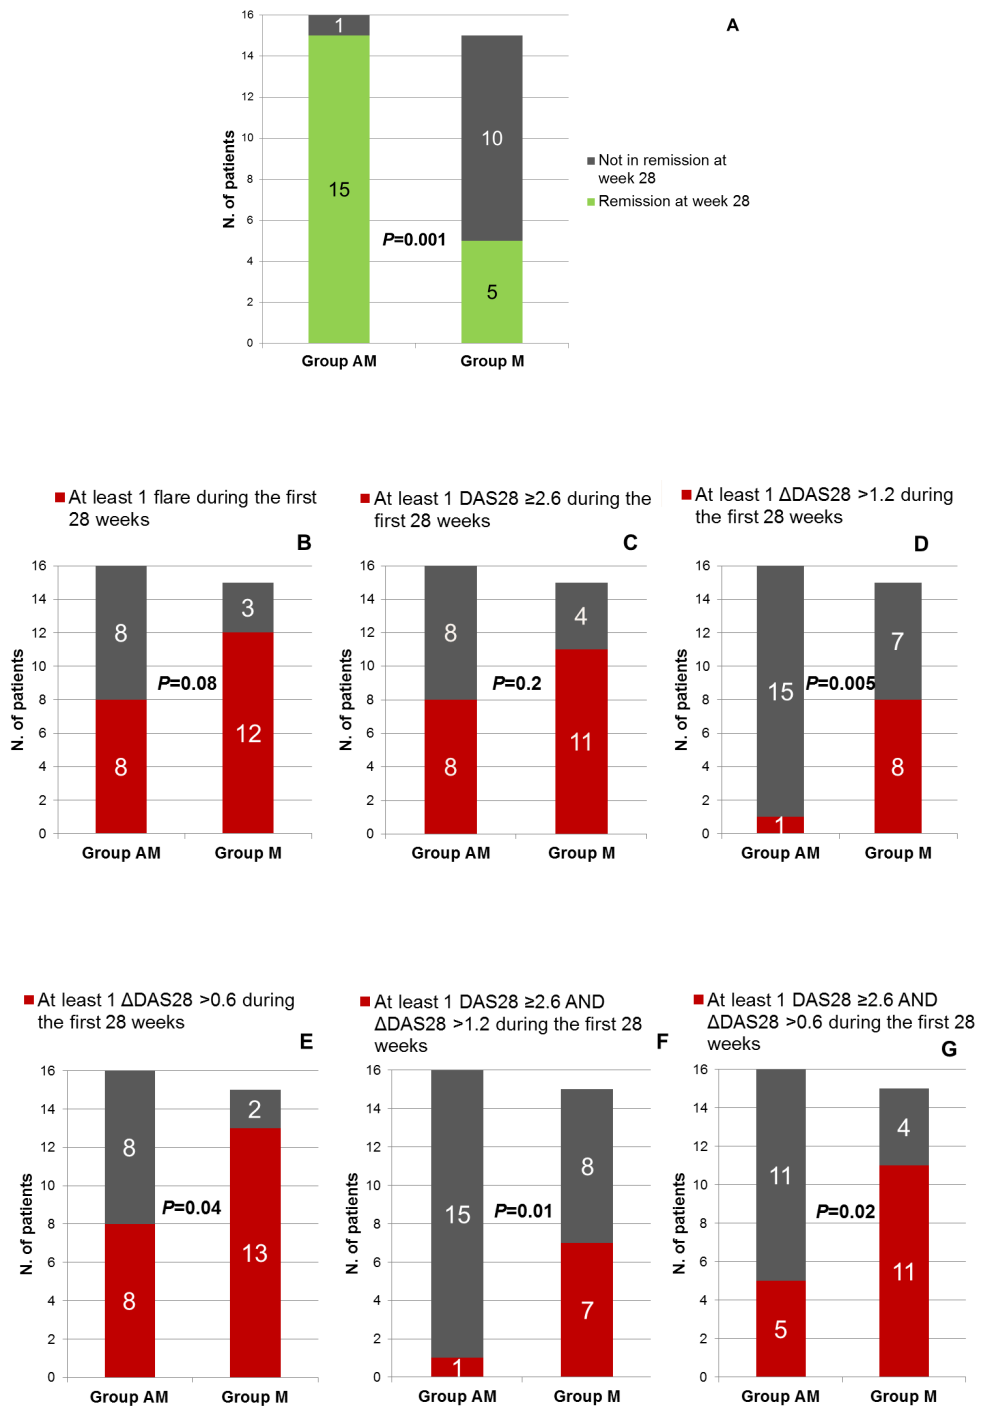 A
N. of patients
16
14
12
10
8
6
4
2
0
1
15
10
5
P=0.001
Group AM
Group M
Not in remission at
week 28
Remission at week 28
At least 1 flare during the first
28 weeks
B
N. of patients
16
14
12
10
8
6
4
2
0
8
8
3
12
P=0.08
Group AM
Group M
At least 1 DAS28 ≥2.6 during the
first 28 weeks
C
N. of patients
16
14
12
10
8
6
4
2
0
8
8
4
11
P=0.2
Group AM
Group M
At least 1 ΔDAS28 >1.2 during
the first 28 weeks
D
N. of patients
16
14
12
10
8
6
4
2
0
15
1
7
8
P=0.005
Group AM
Group M
At least 1 ΔDAS28 >0.6 during
the first 28 weeks
E
N. of patients
16
14
12
10
8
6
4
2
0
8
8
2
13
P=0.04
Group AM
Group M
At least 1 DAS28 ≥2.6 AND
ΔDAS28 >1.2 during the first 28
weeks
F
N. of patients
16
14
12
10
8
6
4
2
0
15
1
8
7
P=0.01
Group AM
Group M
At least 1 DAS28 ≥2.6 AND
ΔDAS28 >0.6 during the first 28
weeks
G
N. of patients
16
14
12
10
8
6
4
2
0
11
5
4
11
P=0.02
Group AM
Group M